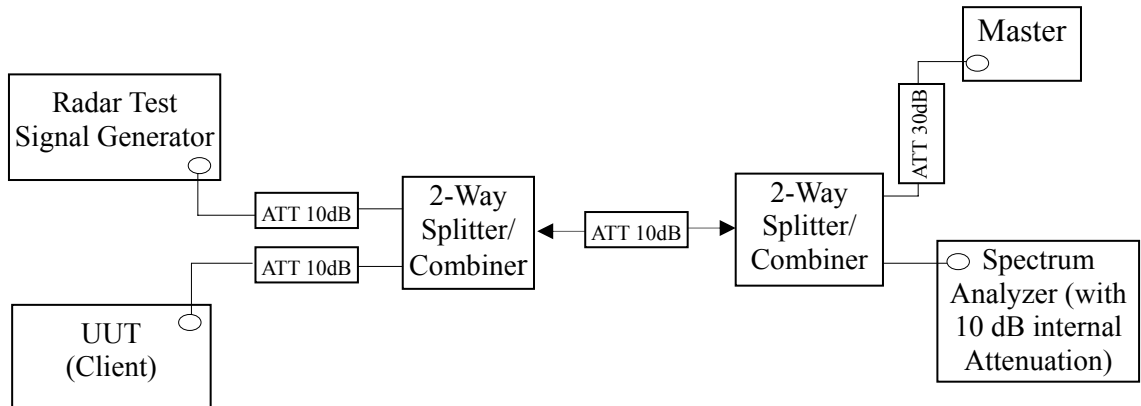 Master
Radar Test
Signal Generator
ATT 30dB
ATT 10dB
2-Way
Splitter/
Combiner
ATT 10dB
2-Way
Splitter/
Combiner
ATT 10dB
UUT
(Client)
Spectrum
Analyzer (with
10 dB internal
Attenuation)